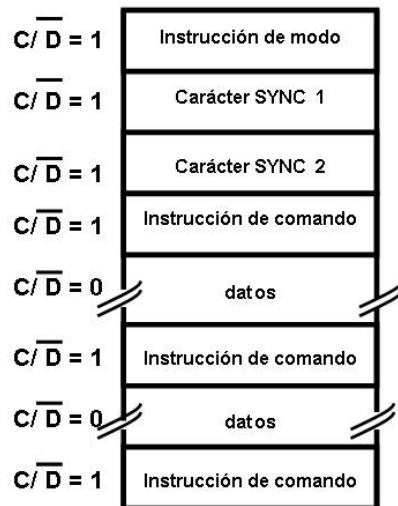 C/D̅ = 1 Instrucción de modo
C/D̅ = 1 Carácter SYNC 1
C/D̅ = 1 Carácter SYNC 2
C/D̅ = 1 Instrucción de comando
C/D̅ = 0 datos
C/D̅ = 1 Instrucción de comando
C/D̅ = 0 datos
C/D̅ = 1 Instrucción de comando